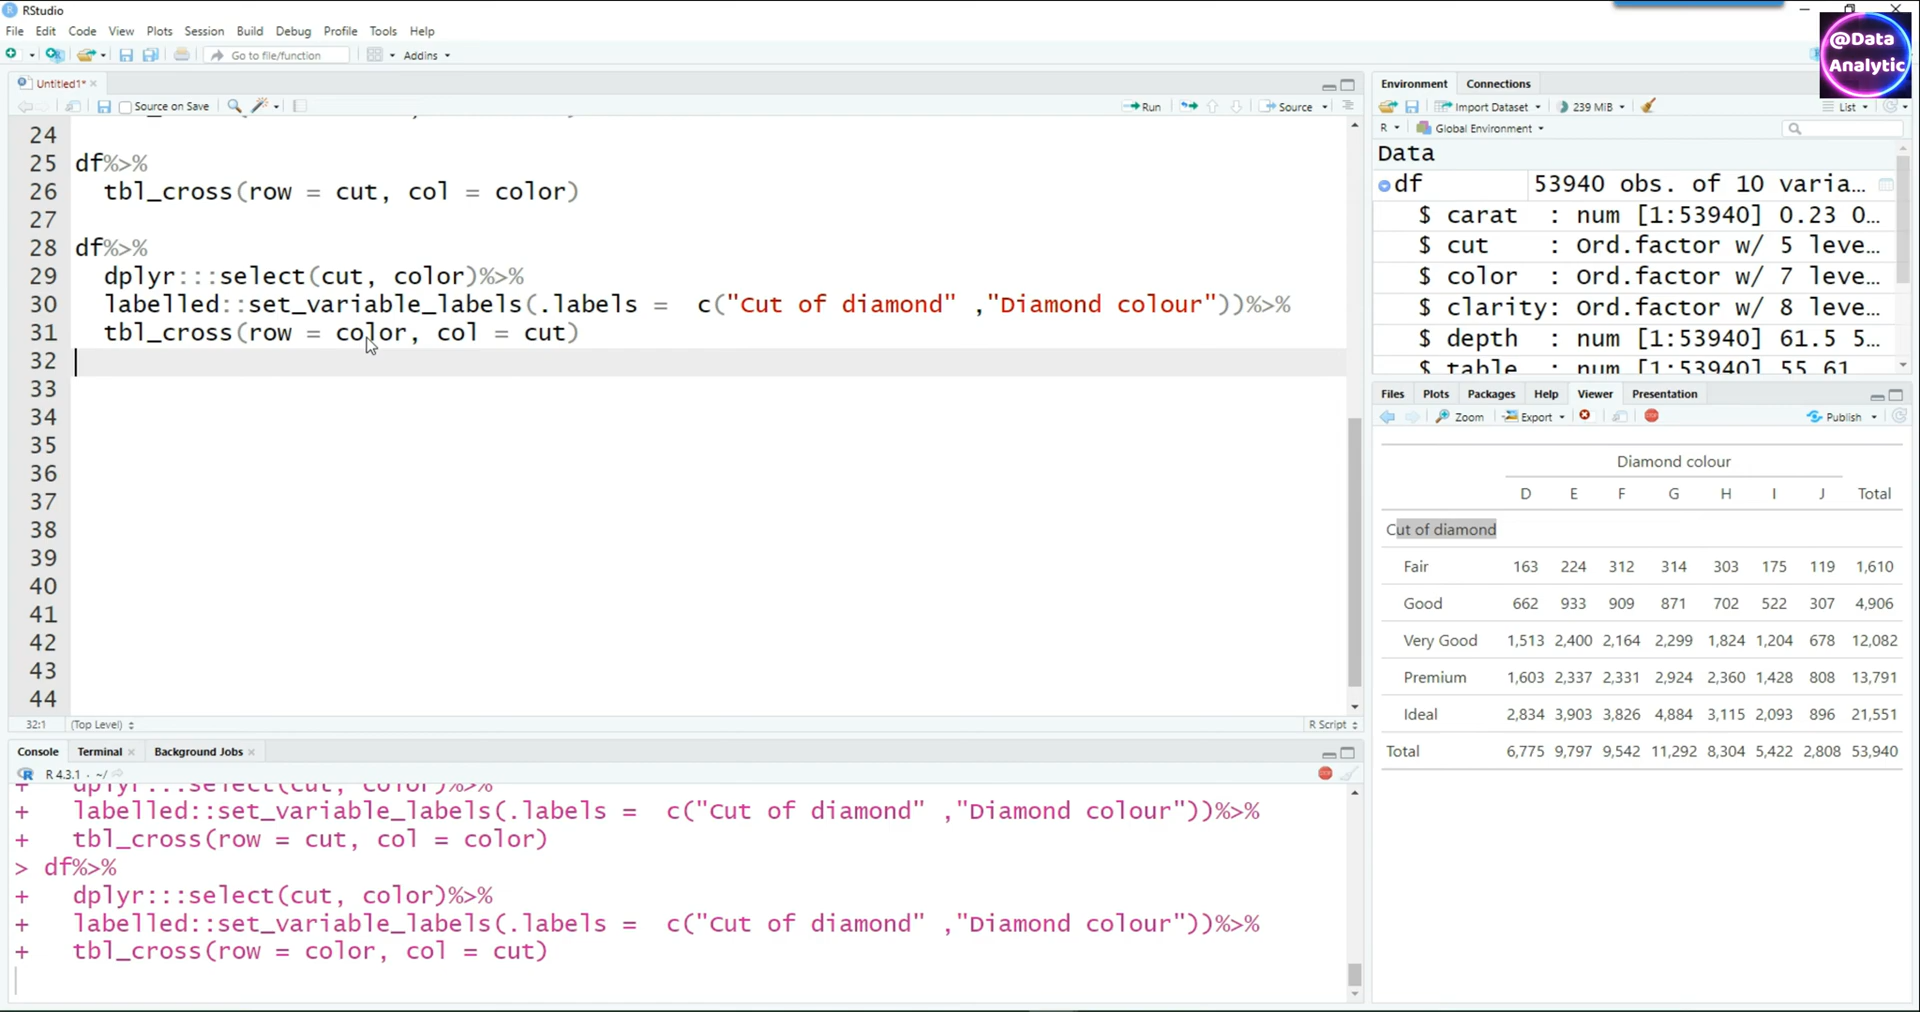 RStudio
File Edit Code View Plots Session Build Debug Profile Tools Help
Go to file/function Addins
@Data
Analytic
Untitled1*
Source on Save Run Source
24
25 df%>%
26 tbl_cross(row = cut, col = color)
27
28 df%>%
29 dplyr:::select(cut, color)%>%
30 labelled::set_variable_labels(.labels = c("Cut of diamond" ,"Diamond colour"))%>%
31 tbl_cross(row = color, col = cut)
32
33
34
35
36
37
38
39
40
41
42
43
44
32:1 (Top Level) R Script
Console Terminal Background Jobs
R 4.3.1 · ~/
+ dplyr:::select(cut, color)%>%
+ labelled::set_variable_labels(.labels = c("Cut of diamond" ,"Diamond colour"))%>%
+ tbl_cross(row = cut, col = color)
> df%>%
+ dplyr:::select(cut, color)%>%
+ labelled::set_variable_labels(.labels = c("Cut of diamond" ,"Diamond colour"))%>%
+ tbl_cross(row = color, col = cut)
Environment Connections
Import Dataset 239 MiB List
R Global Environment
Data
df 53940 obs. of 10 varia…
$ carat : num [1:53940] 0.23 0…
$ cut : Ord.factor w/ 5 leve…
$ color : Ord.factor w/ 7 leve…
$ clarity: Ord.factor w/ 8 leve…
$ depth : num [1:53940] 61.5 5…
$ table : num [1:53940] 55 61
Files Plots Packages Help Viewer Presentation
Zoom Export Publish
Diamond colour
D E F G H I J Total
Cut of diamond
Fair 163 224 312 314 303 175 119 1,610
Good 662 933 909 871 702 522 307 4,906
Very Good 1,513 2,400 2,164 2,299 1,824 1,204 678 12,082
Premium 1,603 2,337 2,331 2,924 2,360 1,428 808 13,791
Ideal 2,834 3,903 3,826 4,884 3,115 2,093 896 21,551
Total 6,775 9,797 9,542 11,292 8,304 5,422 2,808 53,940